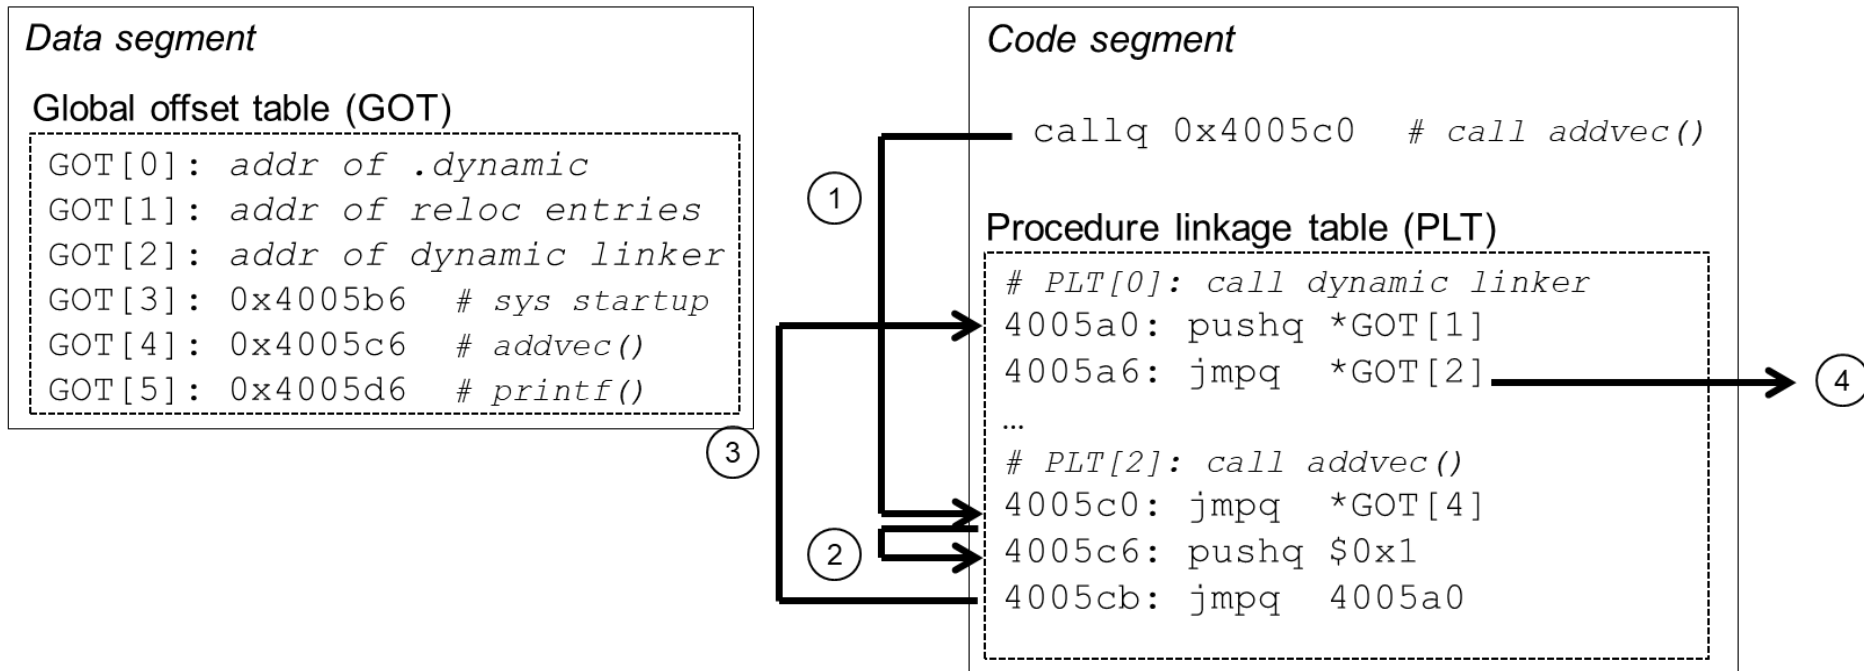 Data segment
Global offset table (GOT)
GOT[0]: addr of .dynamic
GOT[1]: addr of reloc entries
GOT[2]: addr of dynamic linker
GOT[3]: 0x4005b6 # sys startup
GOT[4]: 0x4005c6 # addvec()
GOT[5]: 0x4005d6 # printf()
Code segment
callq 0x4005c0 # call addvec()
1
Procedure linkage table (PLT)
# PLT[0]: call dynamic linker
4005a0: pushq *GOT[1]
4005a6: jmpq *GOT[2]
4
…
3
# PLT[2]: call addvec()
4005c0: jmpq *GOT[4]
2
4005c6: pushq $0x1
4005cb: jmpq 4005a0